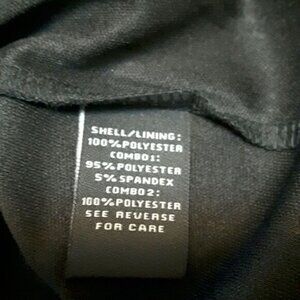 SHELL/LINING:
100%POLYESTER
COMBO1:
95%POLYESTER
5%SPANDEX
COMBO2:
100%POLYESTER
SEE REVERSE
FOR CARE